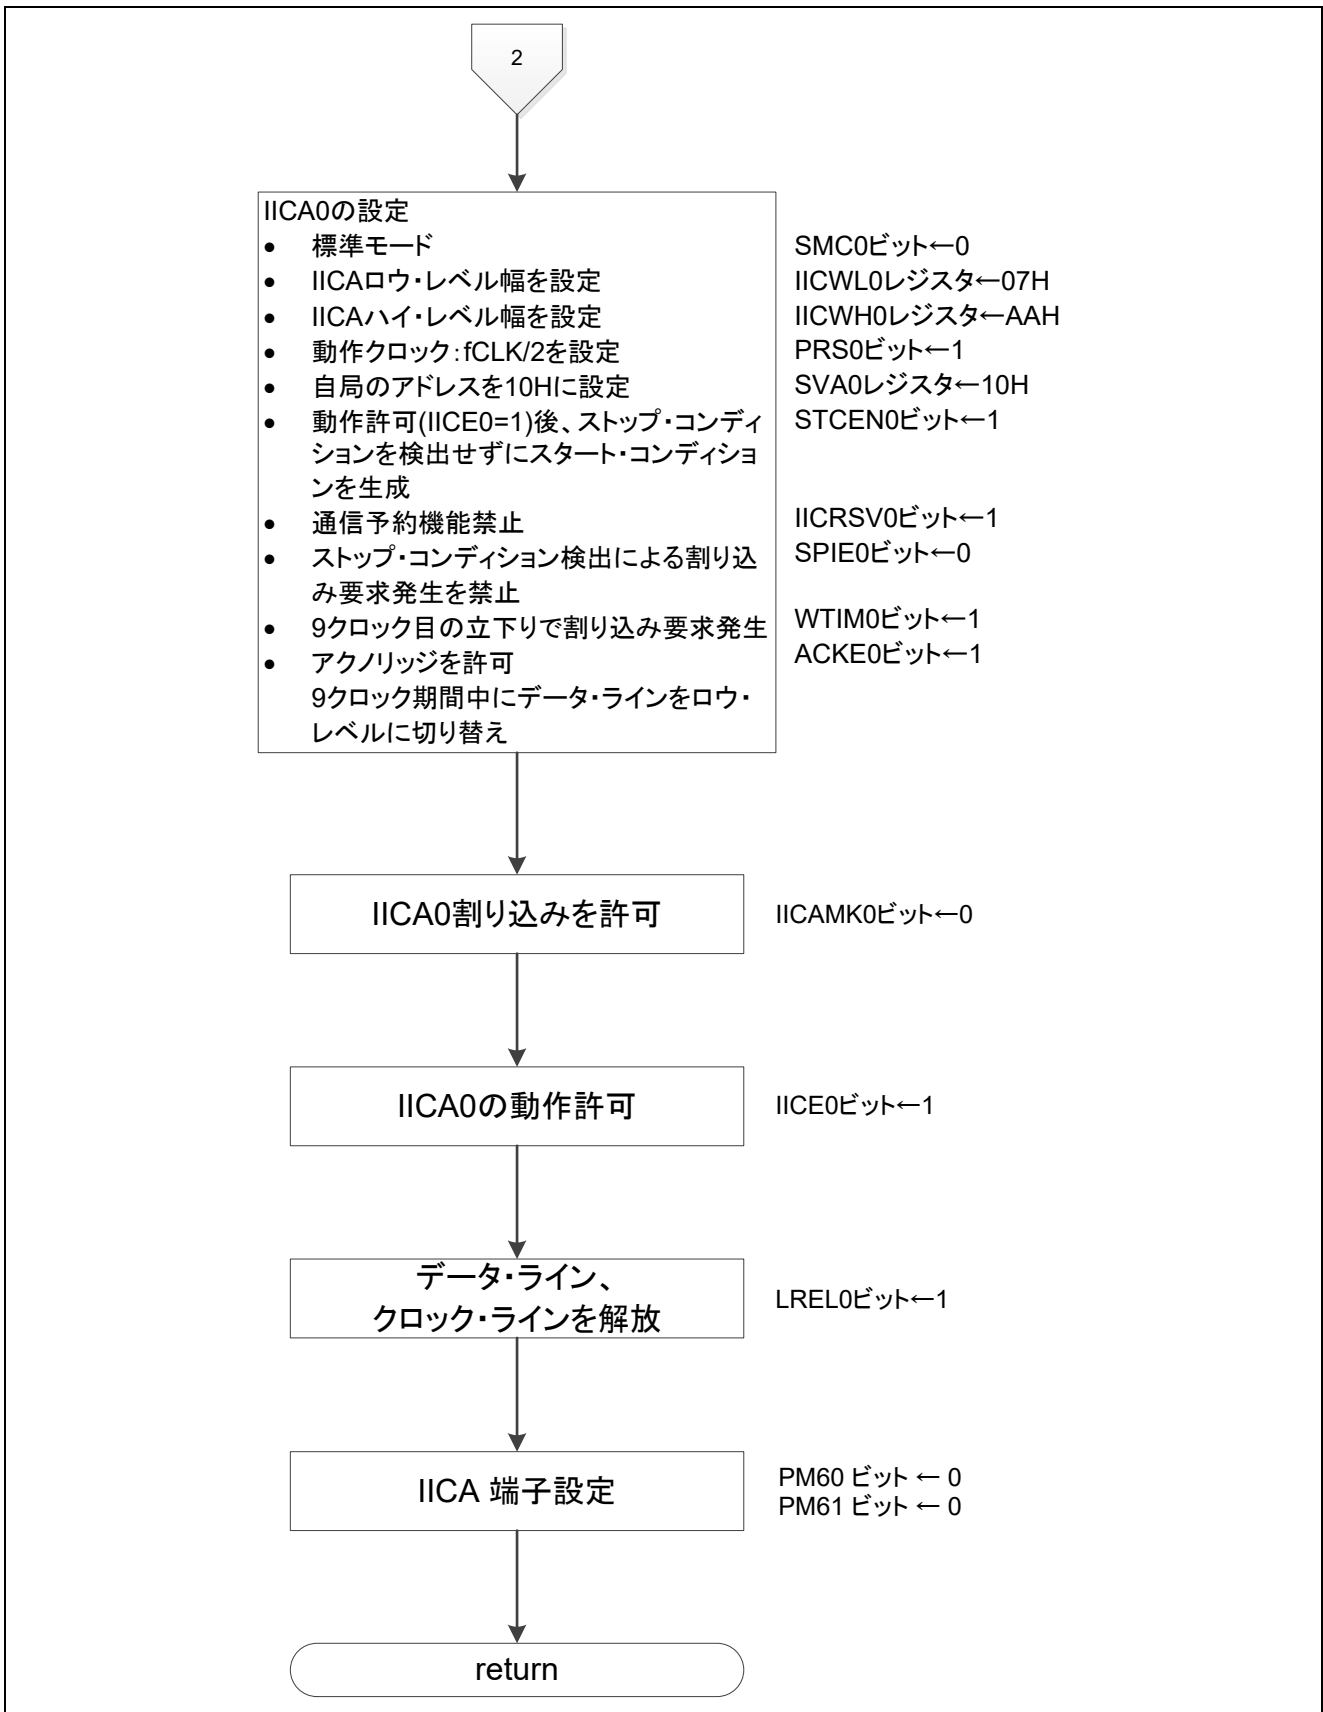 2
IICA0の設定
• 標準モード
SMC0ビット←0
• IICAロウ・レベル幅を設定
IICWL0レジスタ←07H
• IICAハイ・レベル幅を設定
IICWH0レジスタ←AAH
• 動作クロック：fCLK/2を設定
PRS0ビット←1
• 自局のアドレスを10Hに設定
SVA0レジスタ←10H
• 動作許可(IICE0=1)後、ストップ・コンディ
ションを検出せずにスタート・コンディショ
ンを生成
STCEN0ビット←1
• 通信予約機能禁止
IICRSV0ビット←1
• ストップ・コンディション検出による割り込
み要求発生を禁止
SPIE0ビット←0
• 9クロック目の立下りで割り込み要求発生
WTIM0ビット←1
• アクノリッジを許可
ACKE0ビット←1
9クロック期間中にデータ・ラインをロウ・
レベルに切り替え
IICA0割り込みを許可
IICAMK0ビット←0
IICA0の動作許可
IICE0ビット←1
データ・ライン、
クロック・ラインを解放
LREL0ビット←1
IICA 端子設定
PM60 ビット ← 0
PM61 ビット ← 0
return